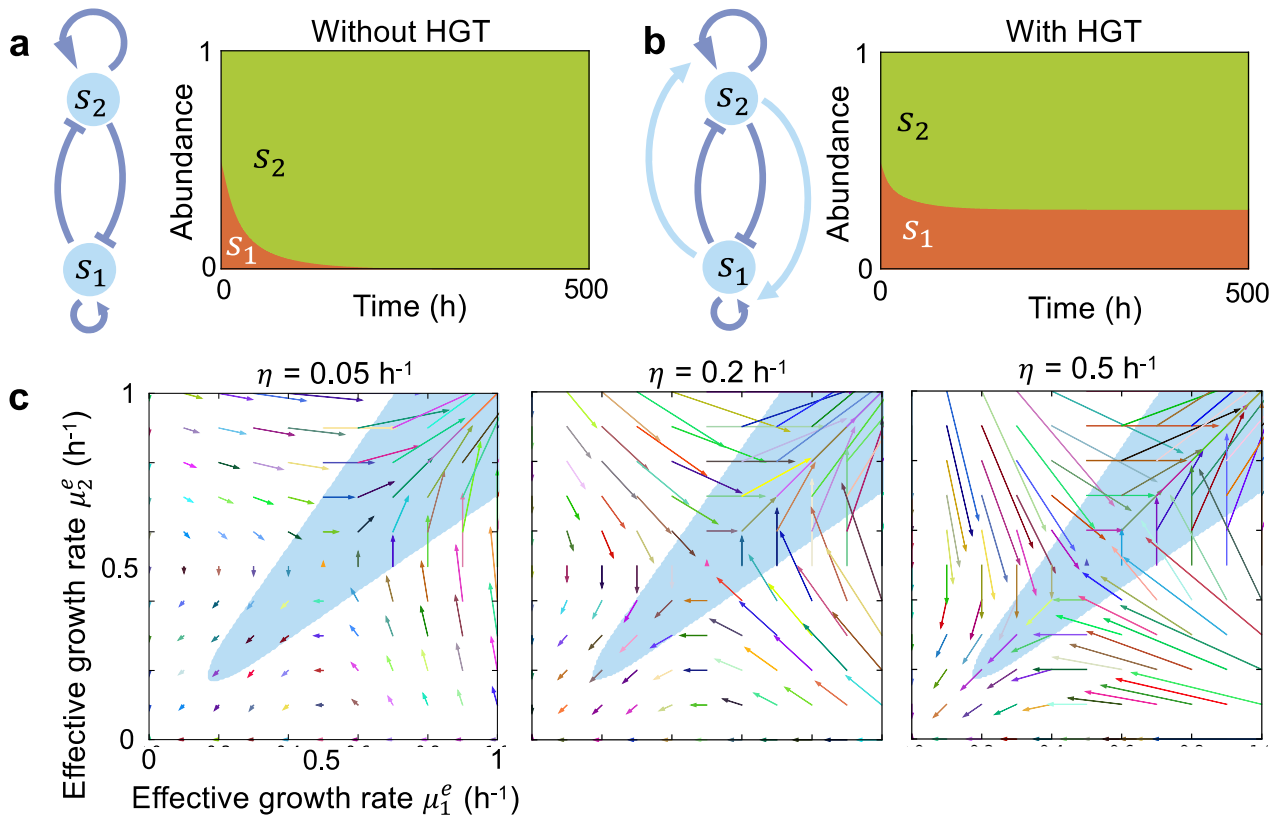 a
Without HGT
b
With HGT
s₂
s₁
Abundance
1
0
s₂
s₁
0
500
Time (h)
s₂
s₁
Abundance
1
0
s₂
s₁
0
500
Time (h)
c
η = 0.05 h⁻¹
η = 0.2 h⁻¹
η = 0.5 h⁻¹
Effective growth rate μ₂ᵉ (h⁻¹)
1
0.5
0
0
0.5
1
Effective growth rate μ₁ᵉ (h⁻¹)